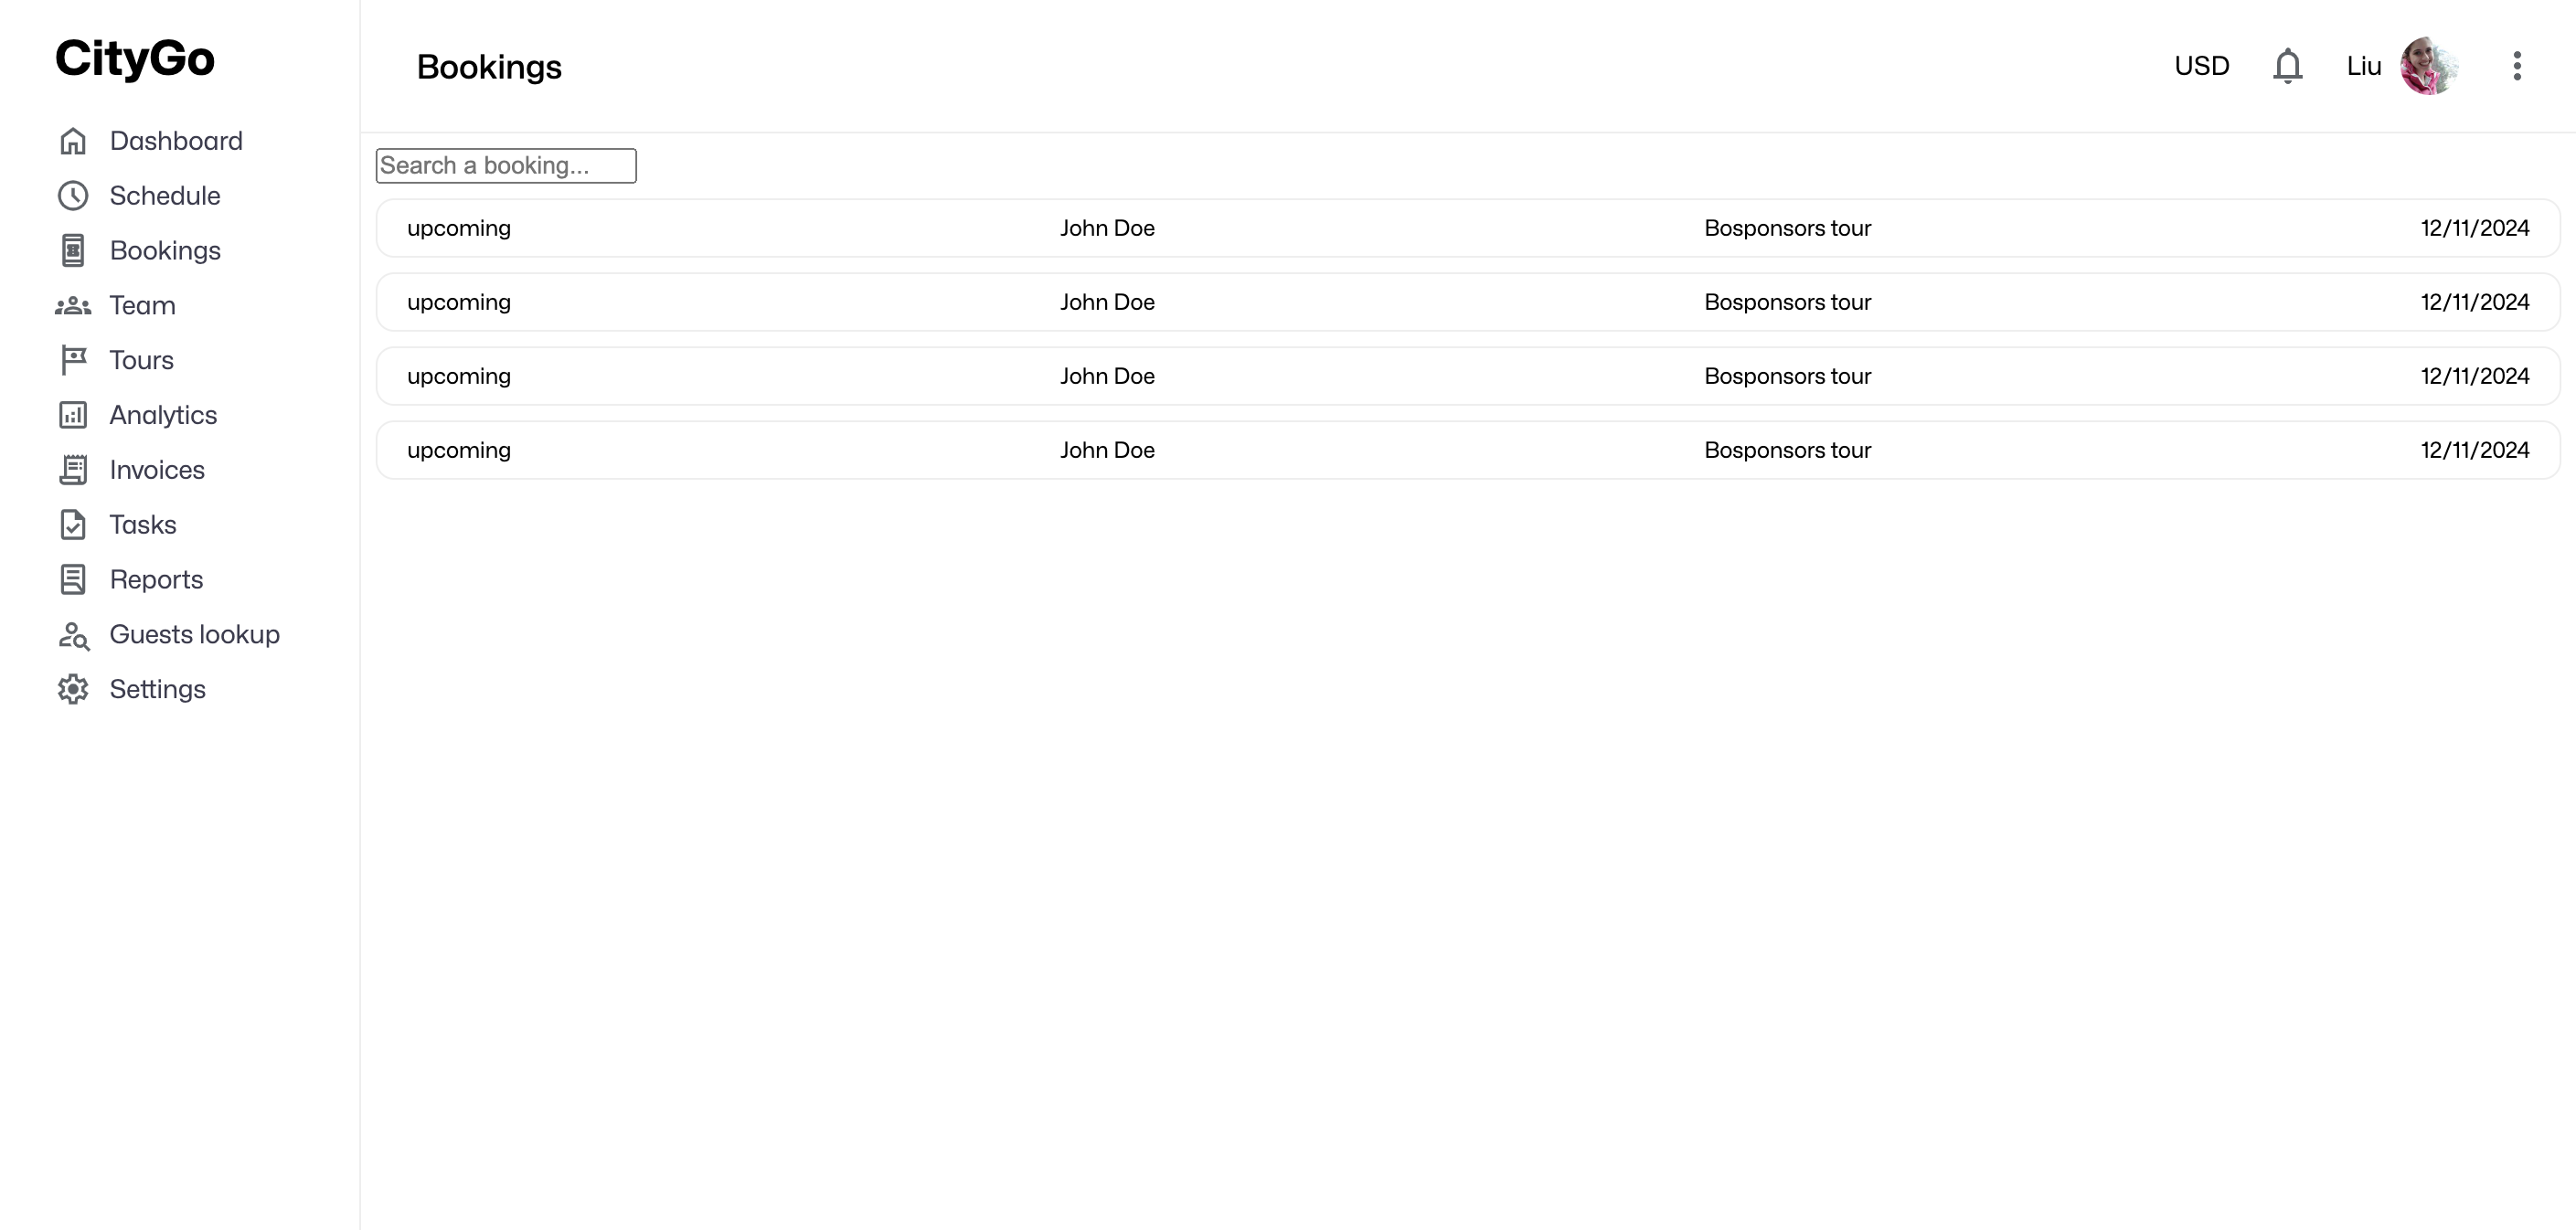 CityGo
Dashboard
Schedule
Bookings
Team
Tours
Analytics
Invoices
Tasks
Reports
Guests lookup
Settings
Bookings
USD
Liu
Search a booking...
upcoming John Doe Bosponsors tour 12/11/2024
upcoming John Doe Bosponsors tour 12/11/2024
upcoming John Doe Bosponsors tour 12/11/2024
upcoming John Doe Bosponsors tour 12/11/2024